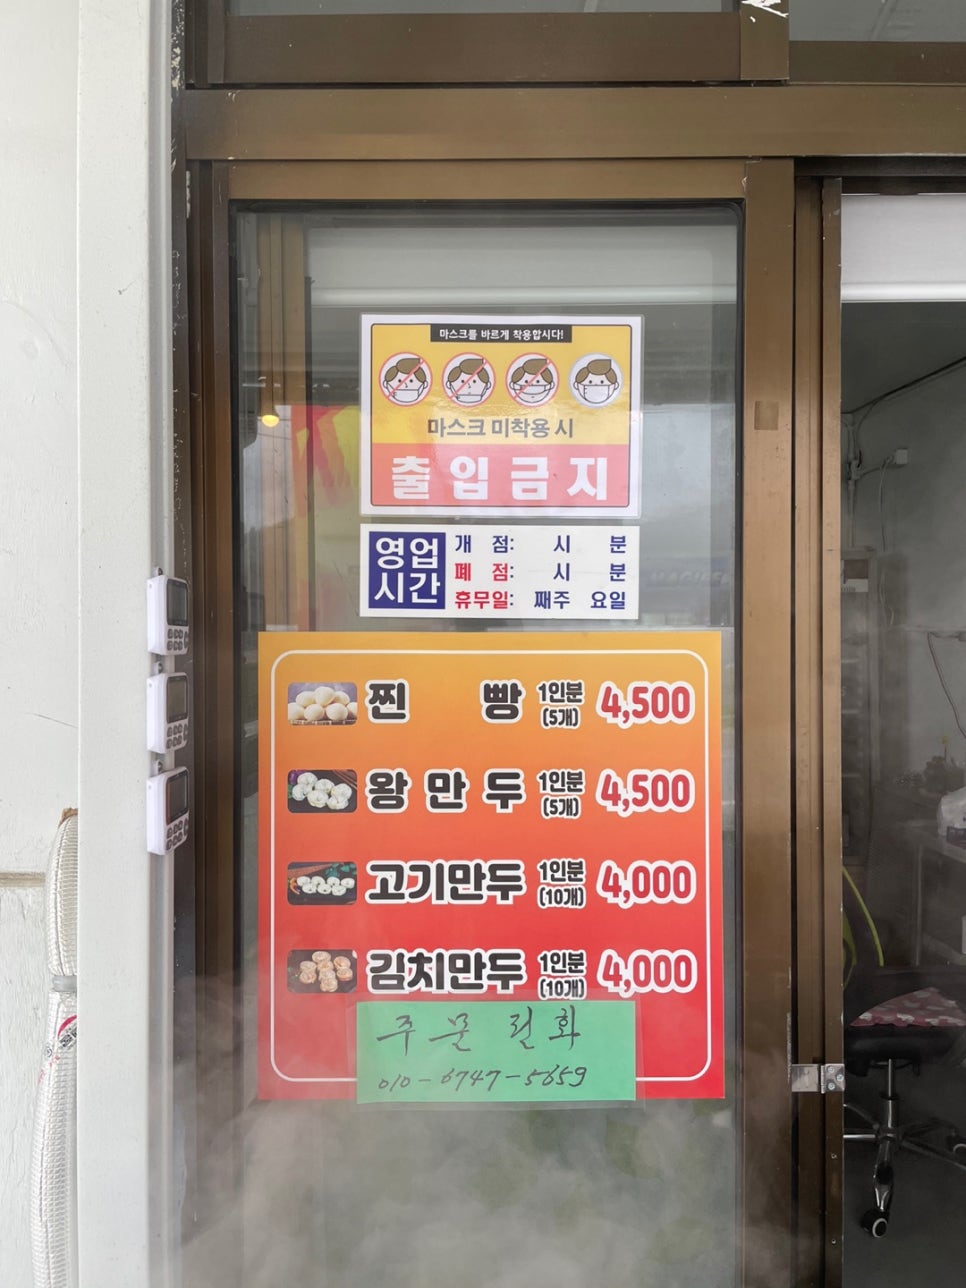 마스크를 바르게 착용합시다!
마스크 미착용 시
출입금지
영업시간
개 점: 시 분
폐 점: 시 분
휴무일: 째주 요일
찐 빵 1인분 (5개) 4,500
왕만두 1인분 (5개) 4,500
고기만두 1인분 (10개) 4,000
김치만두 1인분 (10개) 4,000
주문 전화
010-6747-5659